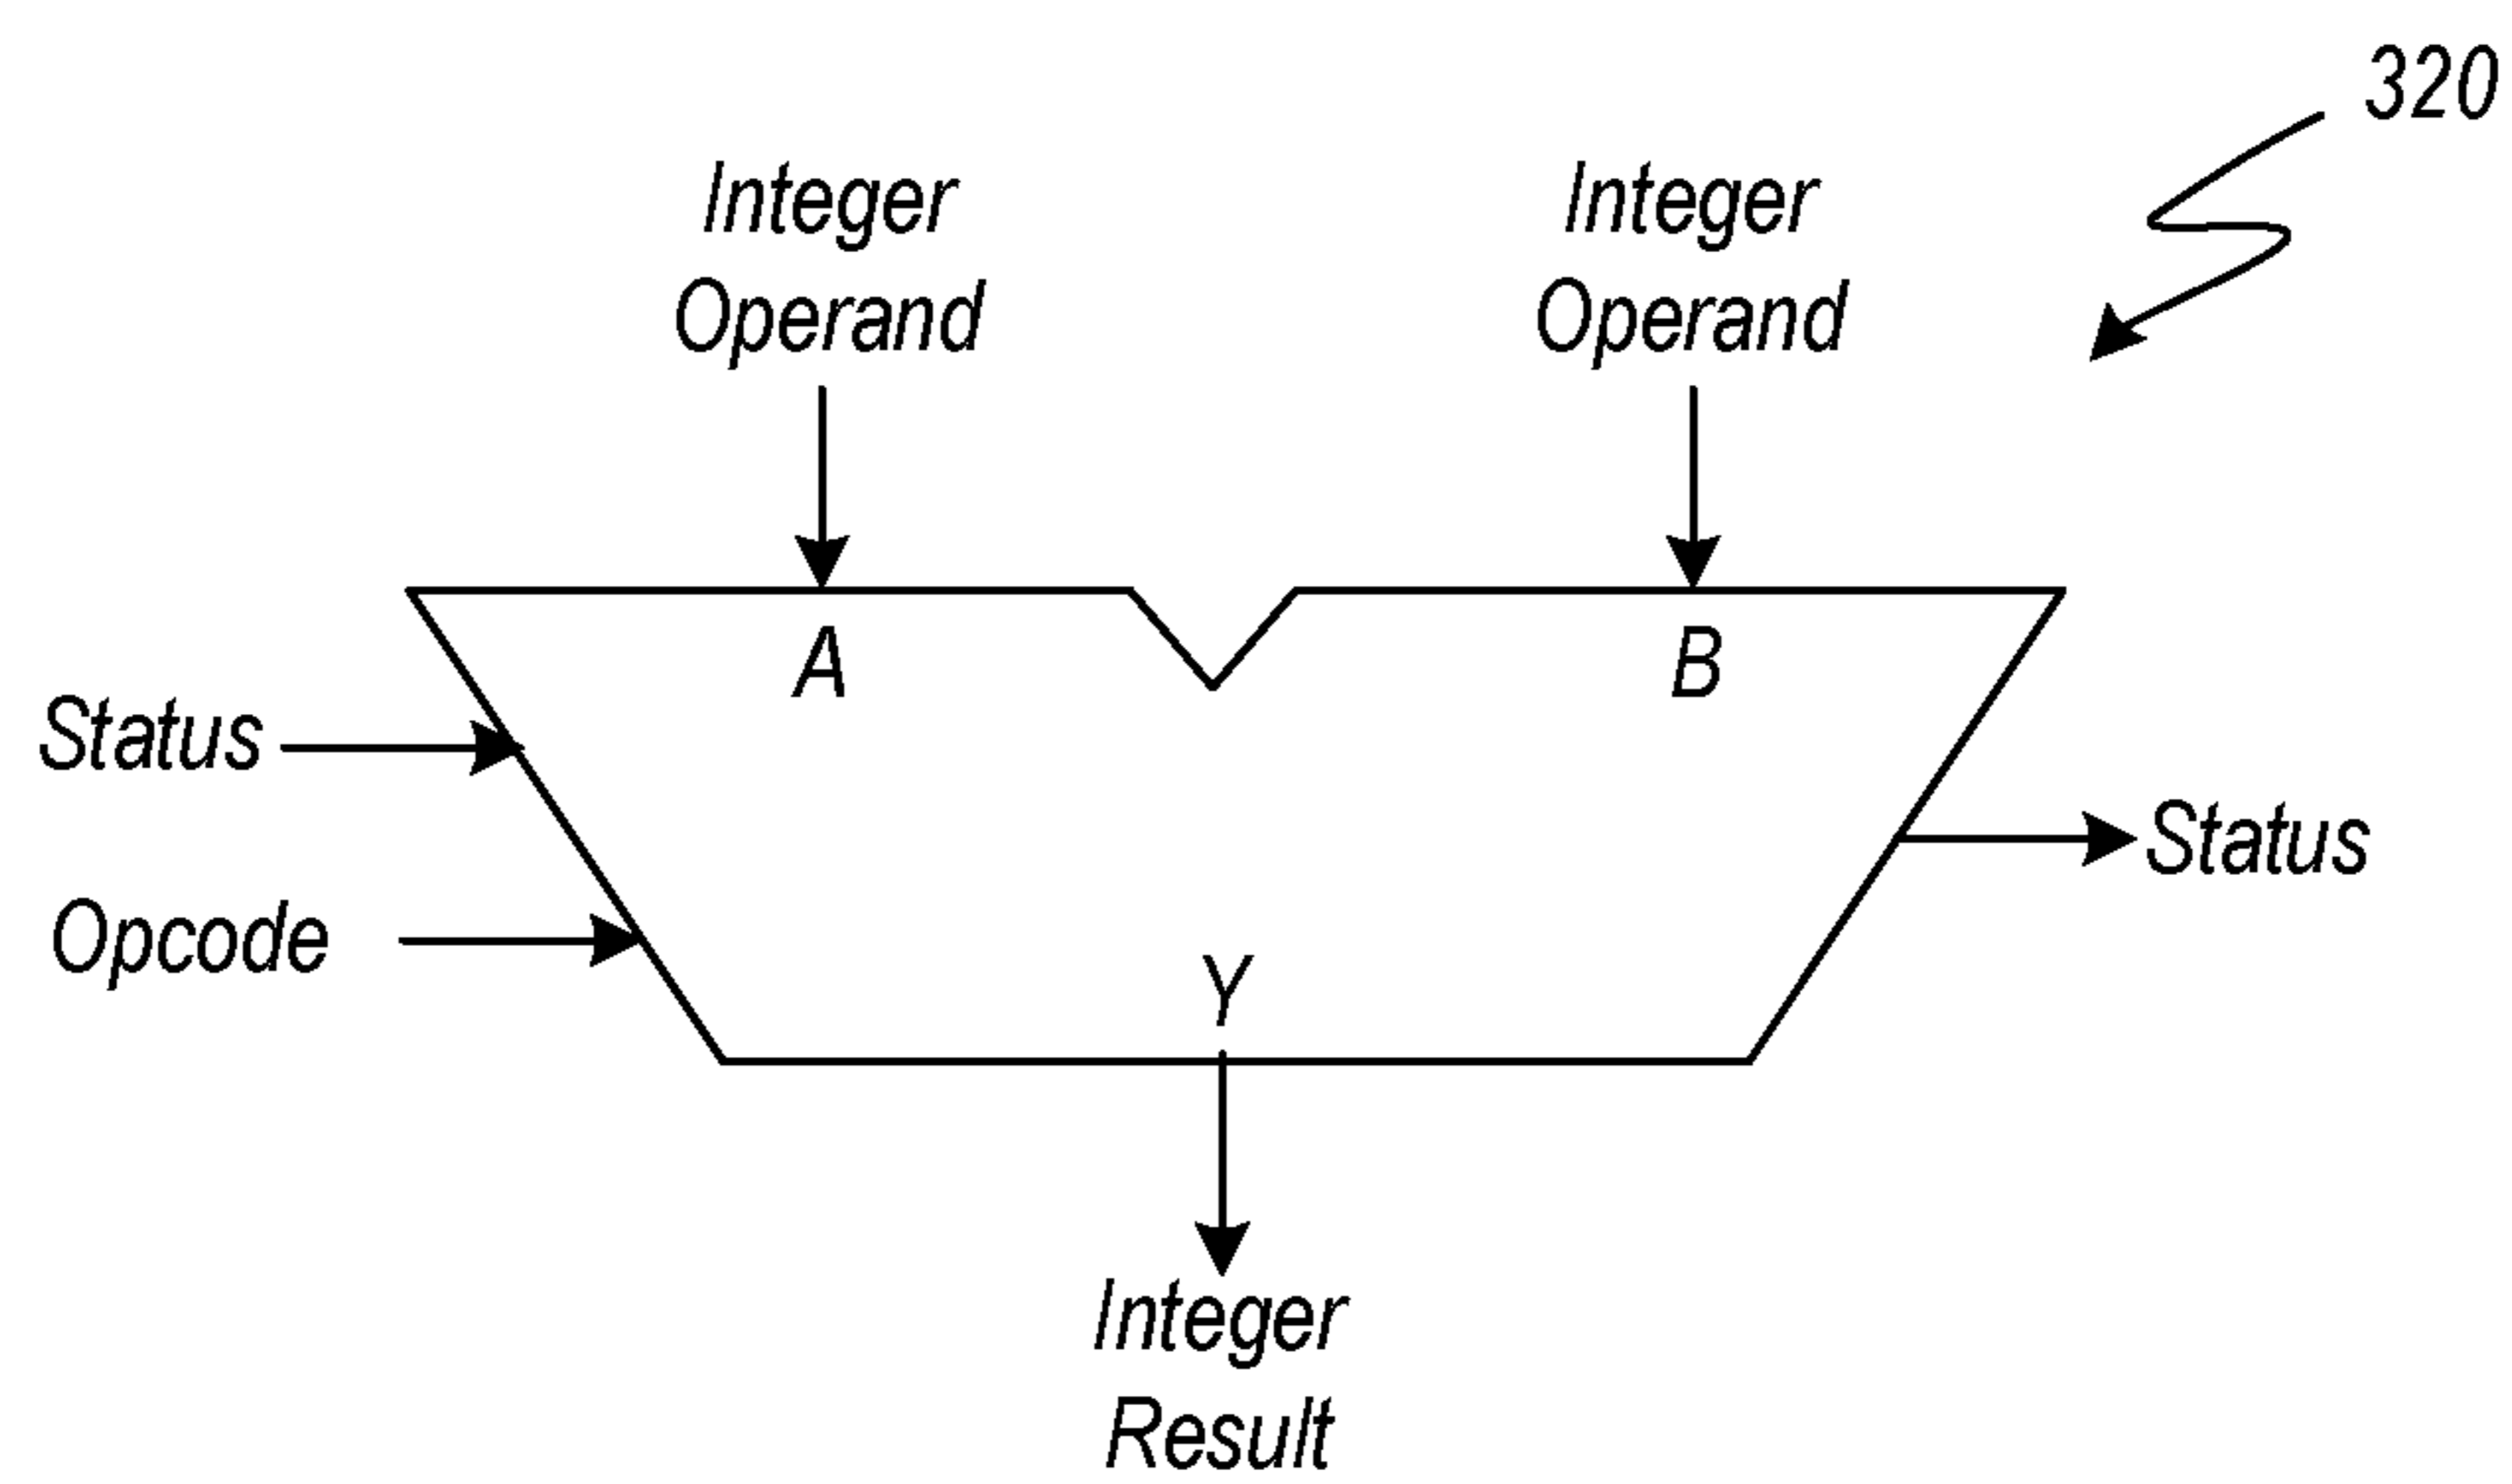 320
Integer
Operand
Integer
Operand
A
B
Status
Status
Opcode
Y
Integer
Result